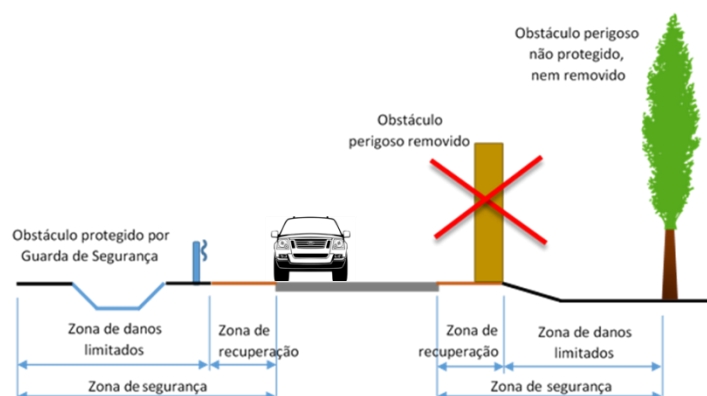 Obstáculo perigoso
não protegido,
nem removido
Obstáculo
perigoso removido
Obstáculo protegido por
Guarda de Segurança
Zona de danos
limitados
Zona de
recuperação
Zona de
recuperação
Zona de danos
limitados
Zona de segurança
Zona de segurança